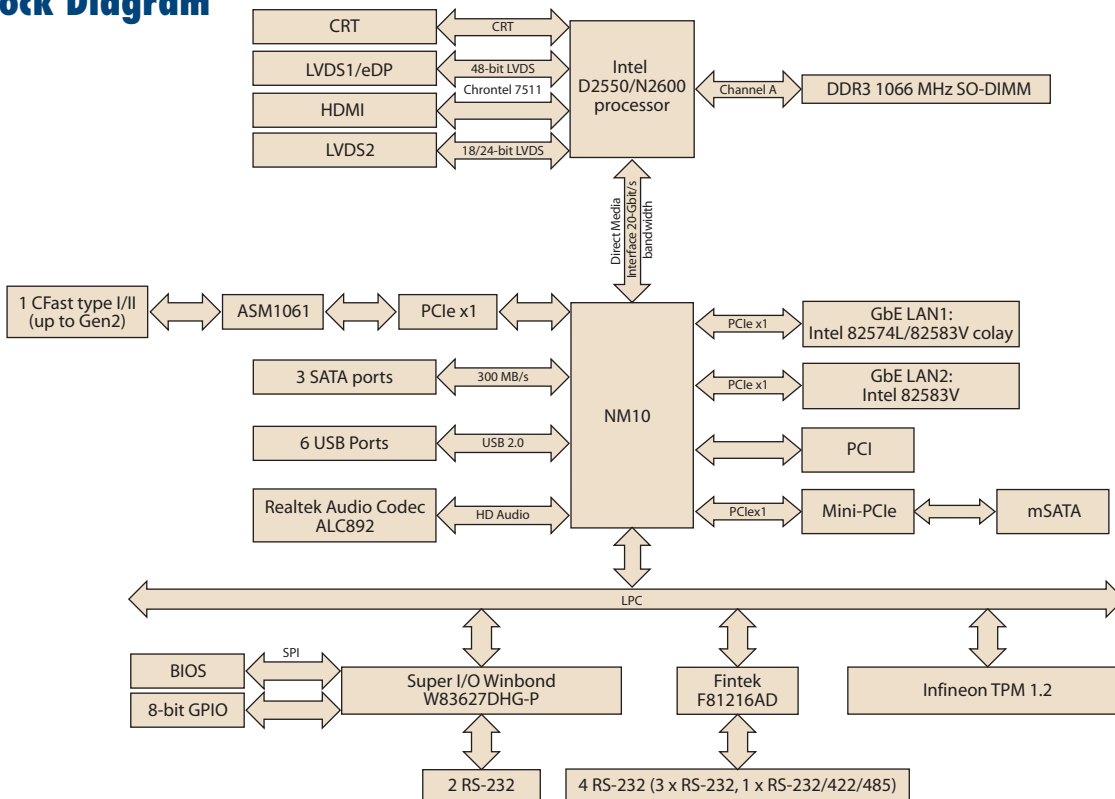 ock Diagram
CRT
CRT
LVDS1/eDP
48-bit LVDS
Chrontel 7511
HDMI
LVDS2
18/24-bit LVDS
Intel
D2550/N2600
processor
Channel A
DDR3 1066 MHz SO-DIMM
Direct Media
Interface 20-Gbit/s
bandwidth
1 CFast type I/II
(up to Gen2)
ASM1061
PCIe x1
3 SATA ports
300 MB/s
6 USB Ports
USB 2.0
Realtek Audio Codec
ALC892
HD Audio
NM10
PCIe x1
GbE LAN1:
Intel 82574L/82583V colay
PCIe x1
GbE LAN2:
Intel 82583V
PCI
PCIex1
Mini-PCIe
mSATA
LPC
BIOS
SPI
8-bit GPIO
Super I/O Winbond
W83627DHG-P
Fintek
F81216AD
Infineon TPM 1.2
2 RS-232
4 RS-232 (3 x RS-232, 1 x RS-232/422/485)